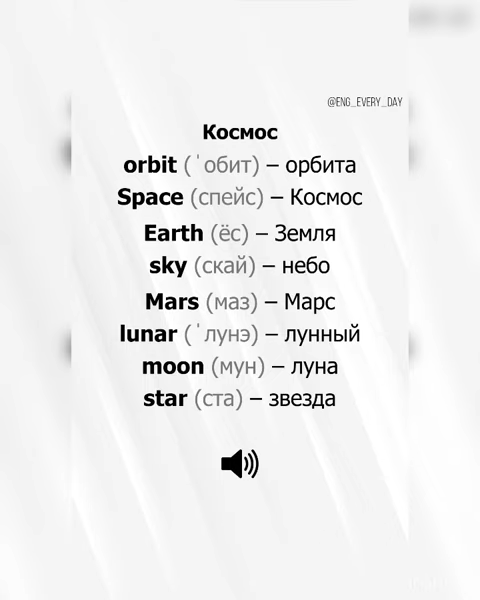 @ENG_EVERY_DAY
Космос
orbit (ˈобит) – орбита
Space (спейс) – Космос
Earth (ёс) – Земля
sky (скай) – небо
Mars (маз) – Марс
lunar (ˈлунэ) – лунный
moon (мун) – луна
star (ста) – звезда